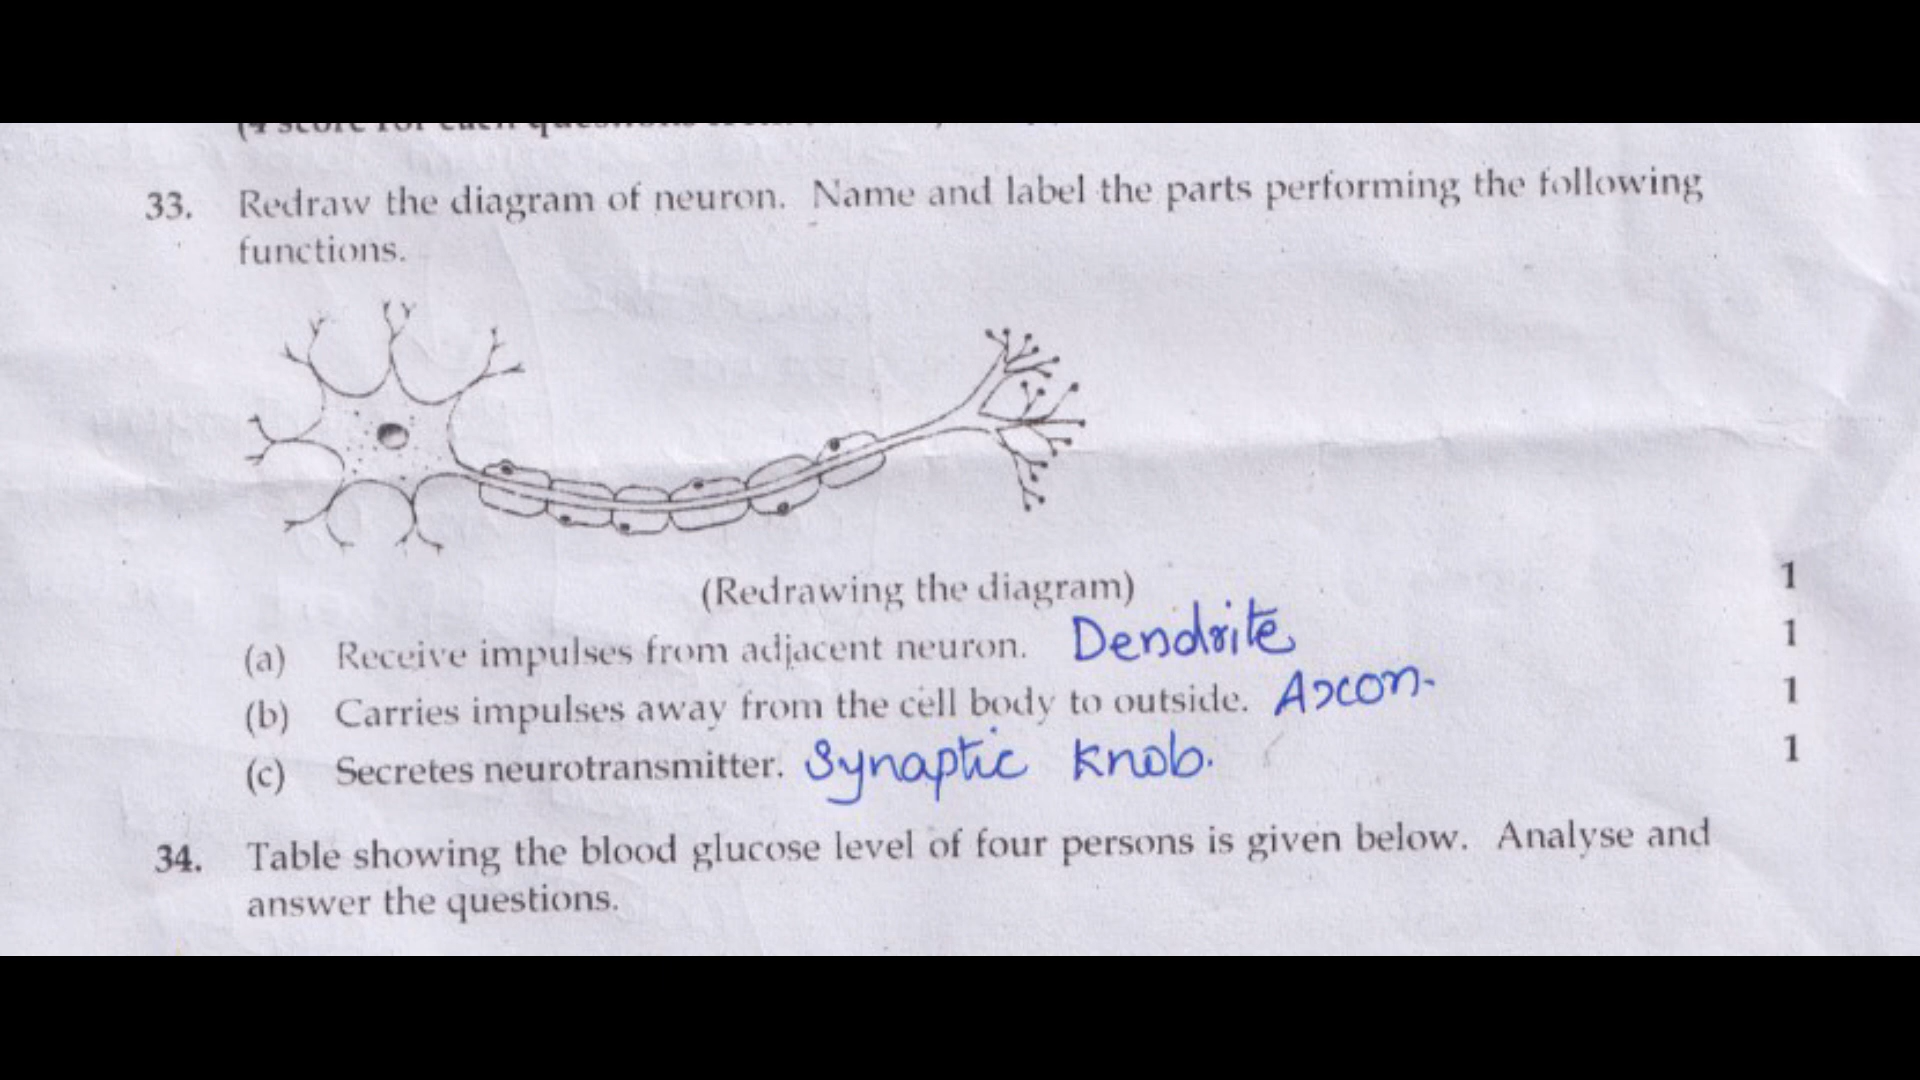 33. Redraw the diagram of neuron. Name and label the parts performing the following
functions.
(Redrawing the diagram) 1
(a) Receive impulses from adjacent neuron. Dendrite 1
(b) Carries impulses away from the cell body to outside. Axon. 1
(c) Secretes neurotransmitter. Synaptic knob. 1
34. Table showing the blood glucose level of four persons is given below. Analyse and
answer the questions.